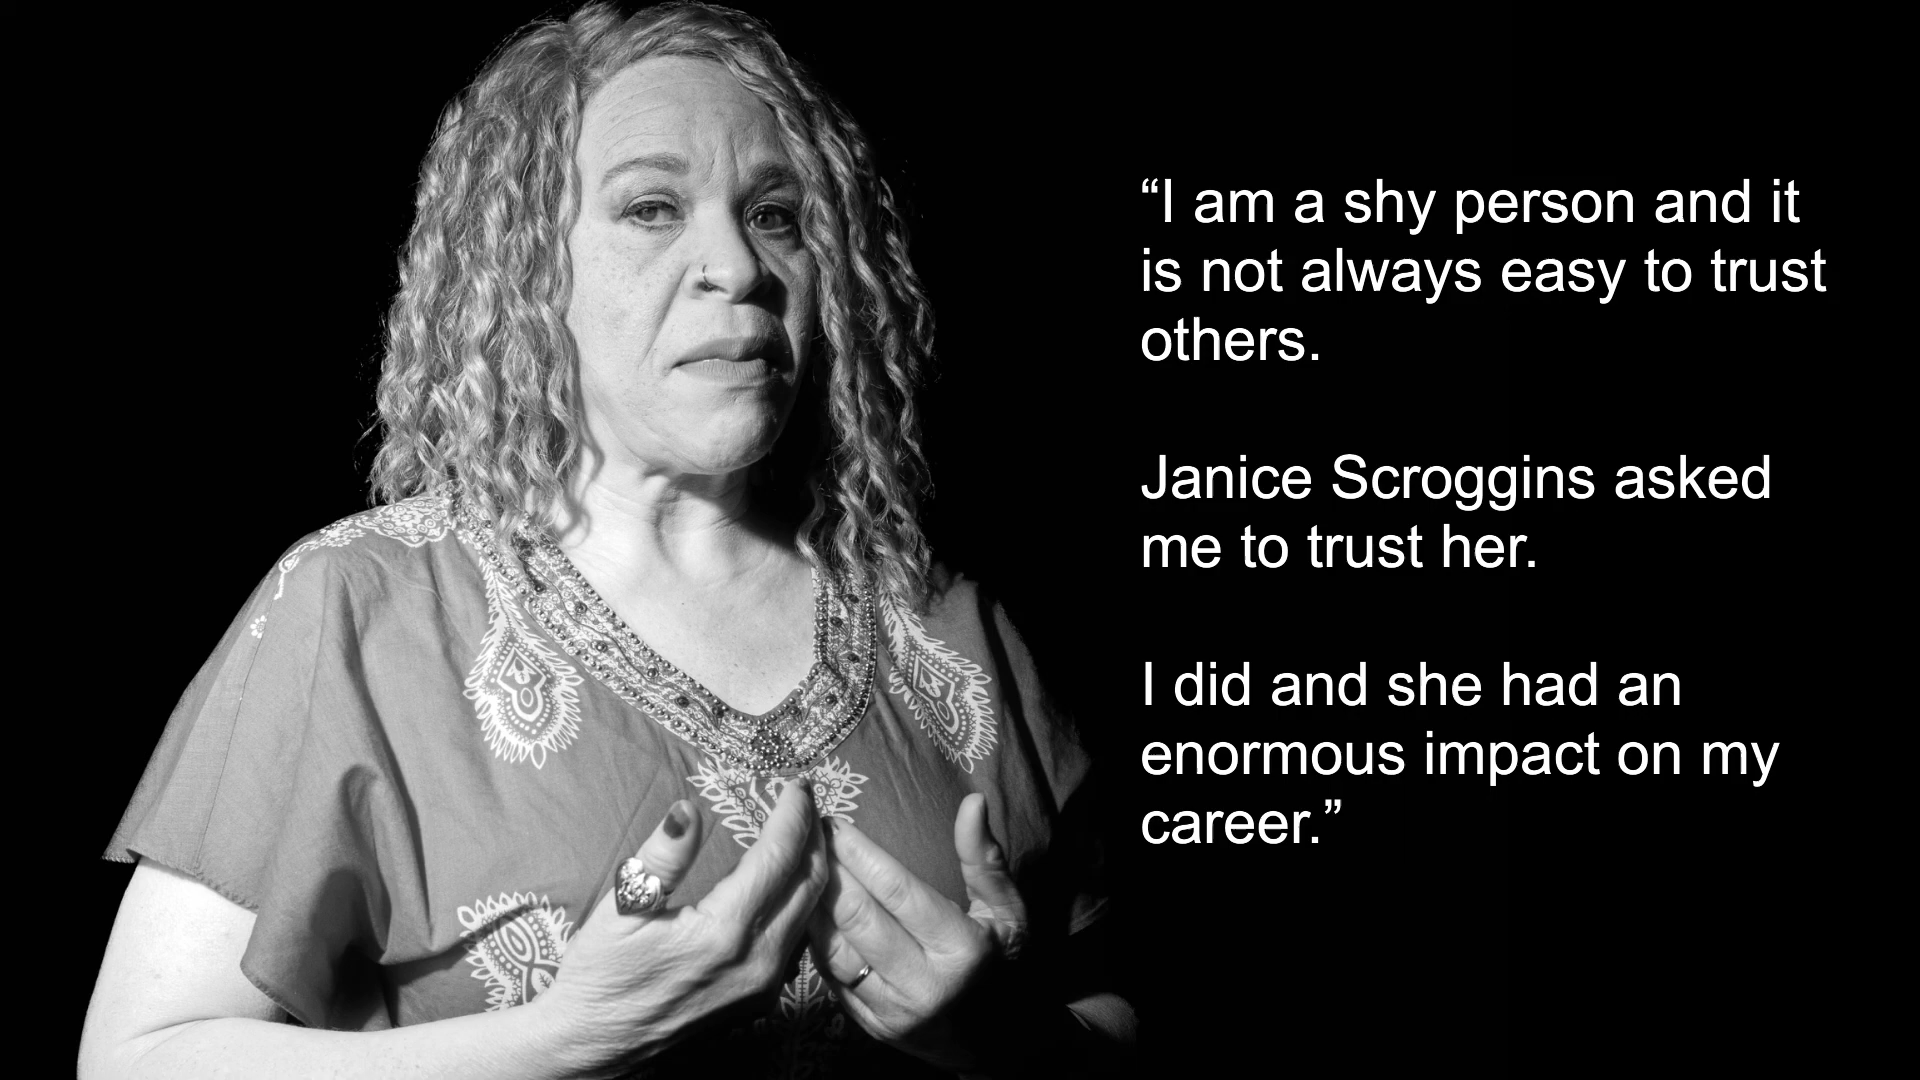 “I am a shy person and it
is not always easy to trust
others.
Janice Scroggins asked
me to trust her.
I did and she had an
enormous impact on my
career.”